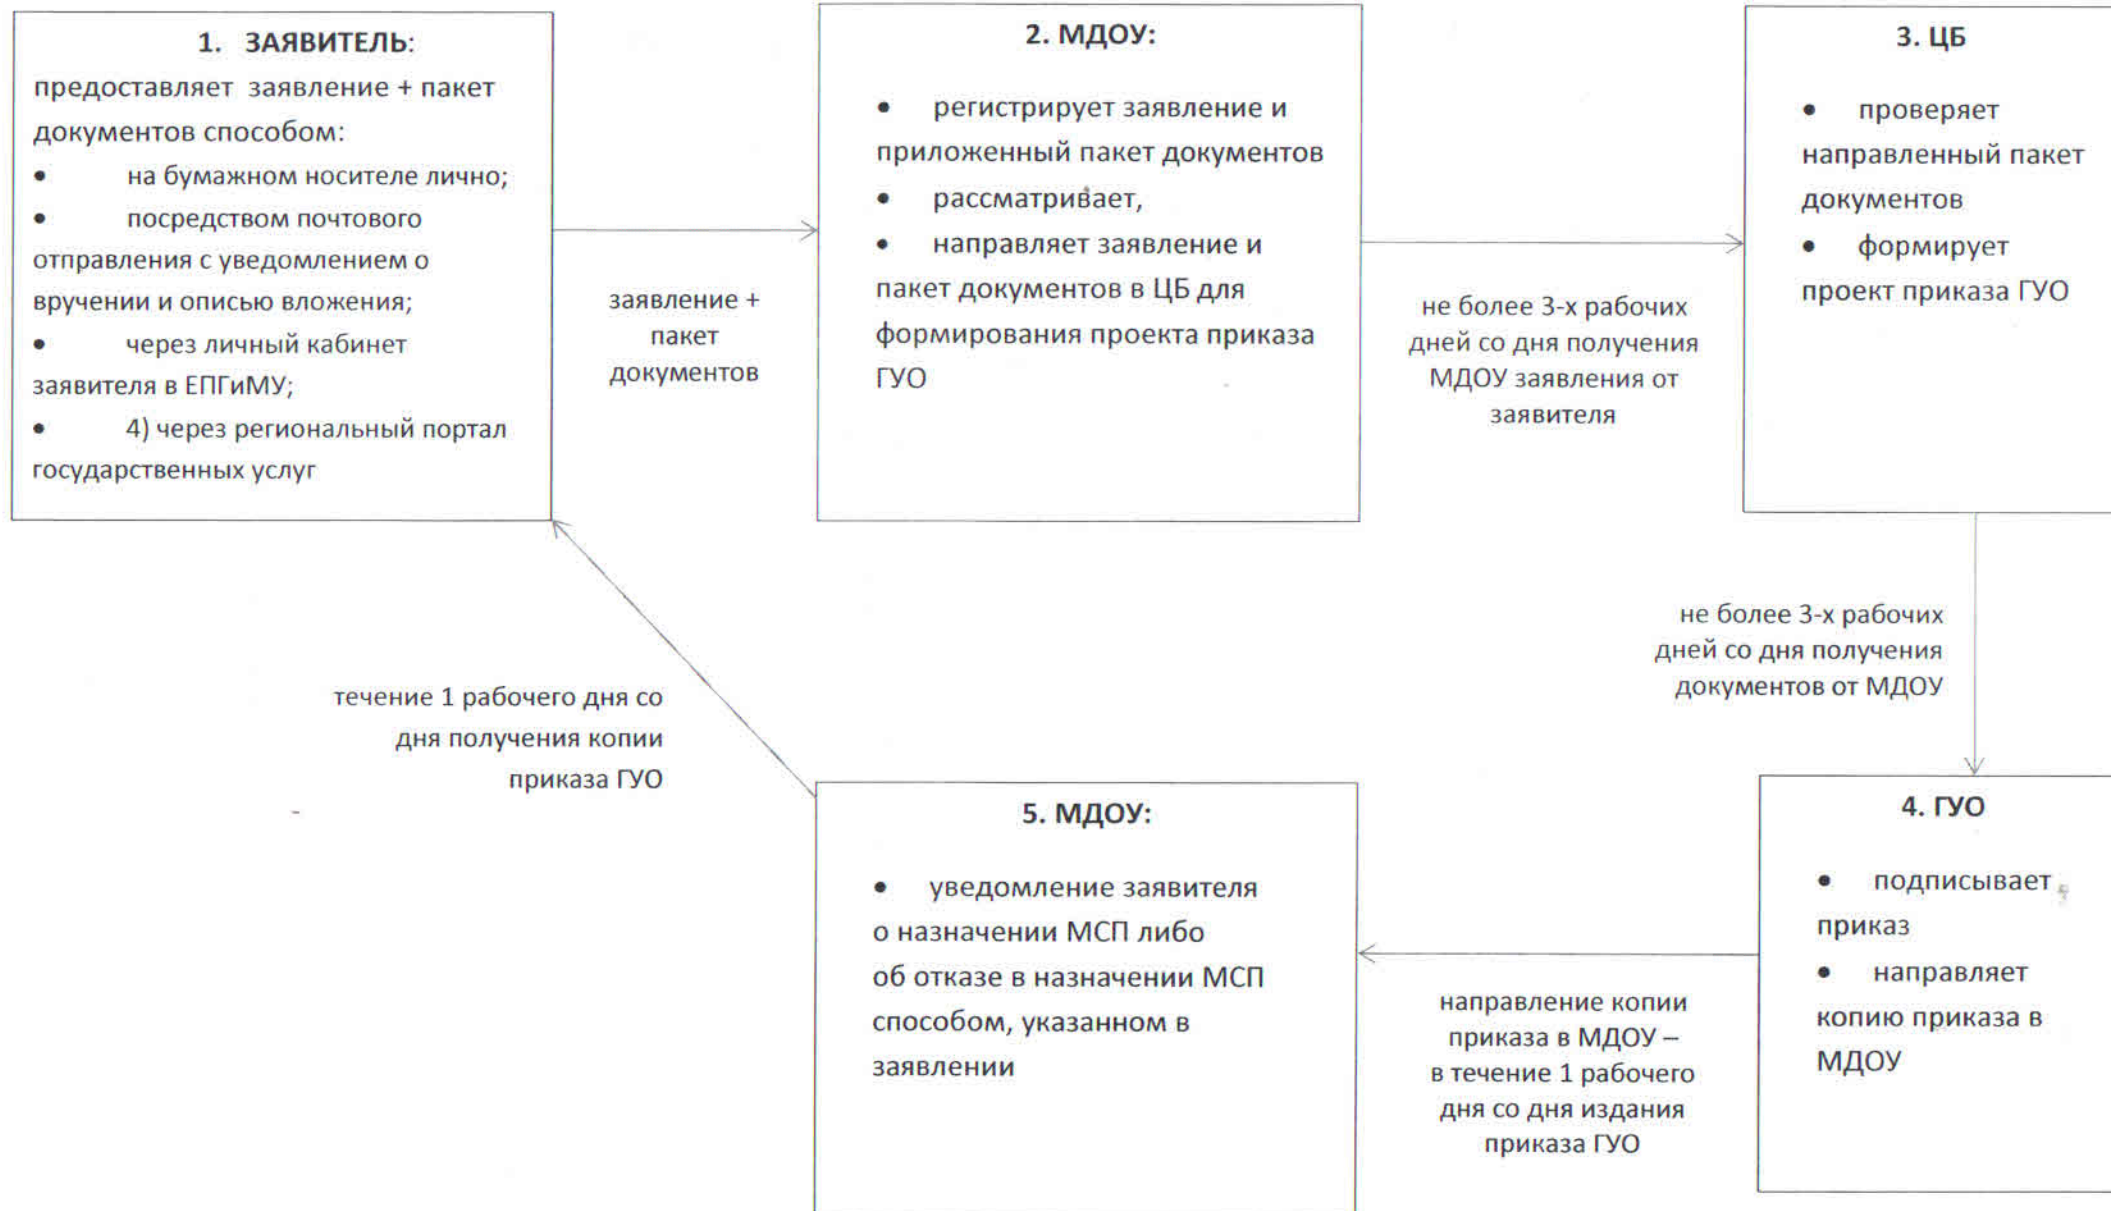 1. ЗАЯВИТЕЛЬ:
предоставляет заявление + пакет
документов способом:
• на бумажном носителе лично;
• посредством почтового
отправления с уведомлением о
вручении и описью вложения;
• через личный кабинет
заявителя в ЕПГиМУ;
• 4) через региональный портал
государственных услуг
заявление +
пакет
документов
2. МДОУ:
• регистрирует заявление и
приложенный пакет документов
• рассматривает,
• направляет заявление и
пакет документов в ЦБ для
формирования проекта приказа
ГУО
не более 3-х рабочих
дней со дня получения
МДОУ заявления от
заявителя
3. ЦБ
• проверяет
направленный пакет
документов
• формирует
проект приказа ГУО
не более 3-х рабочих
дней со дня получения
документов от МДОУ
4. ГУО
• подписывает
приказ
• направляет
копию приказа в
МДОУ
направление копии
приказа в МДОУ –
в течение 1 рабочего
дня со дня издания
приказа ГУО
5. МДОУ:
• уведомление заявителя
о назначении МСП либо
об отказе в назначении МСП
способом, указанном в
заявлении
течение 1 рабочего дня со
дня получения копии
приказа ГУО